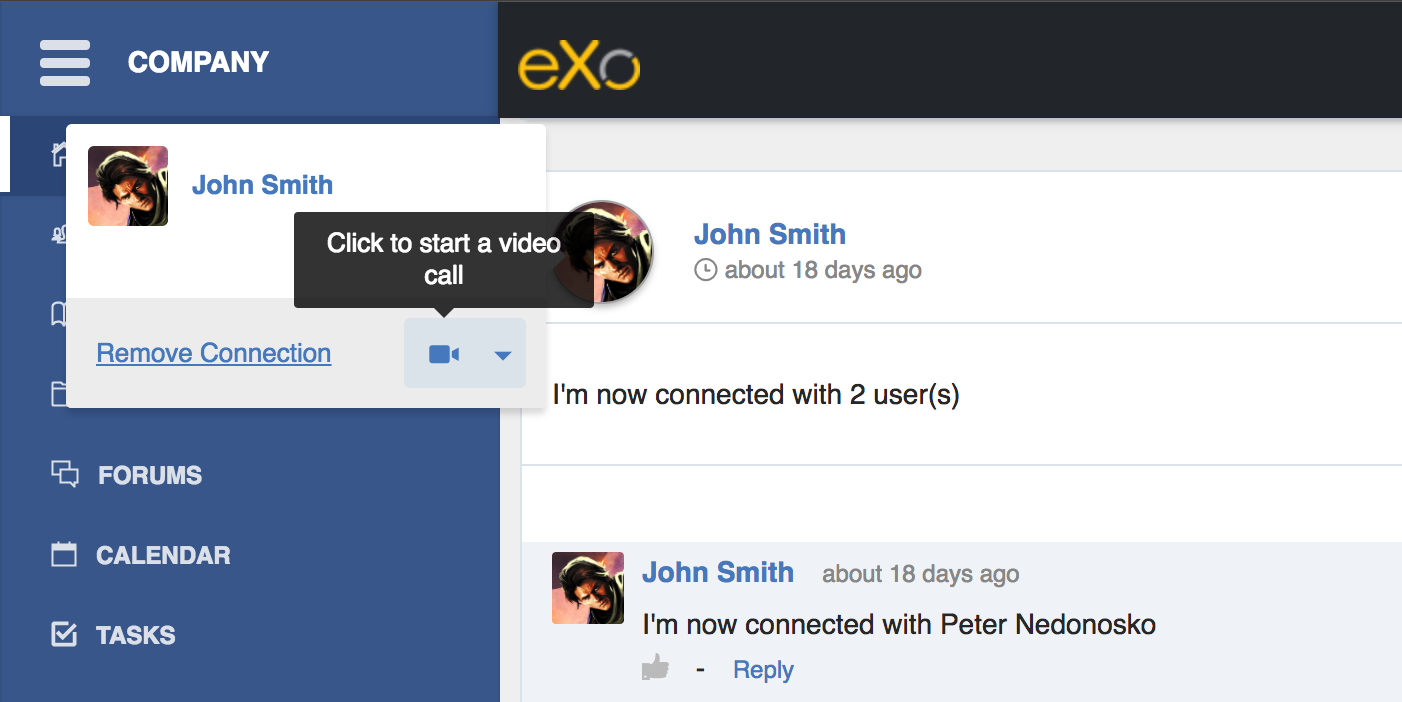 COMPANY
eXo
John Smith
Click to start a video
call
Remove Connection
John Smith
about 18 days ago
I'm now connected with 2 user(s)
FORUMS
CALENDAR
TASKS
John Smith about 18 days ago
I'm now connected with Peter Nedonosko
- Reply